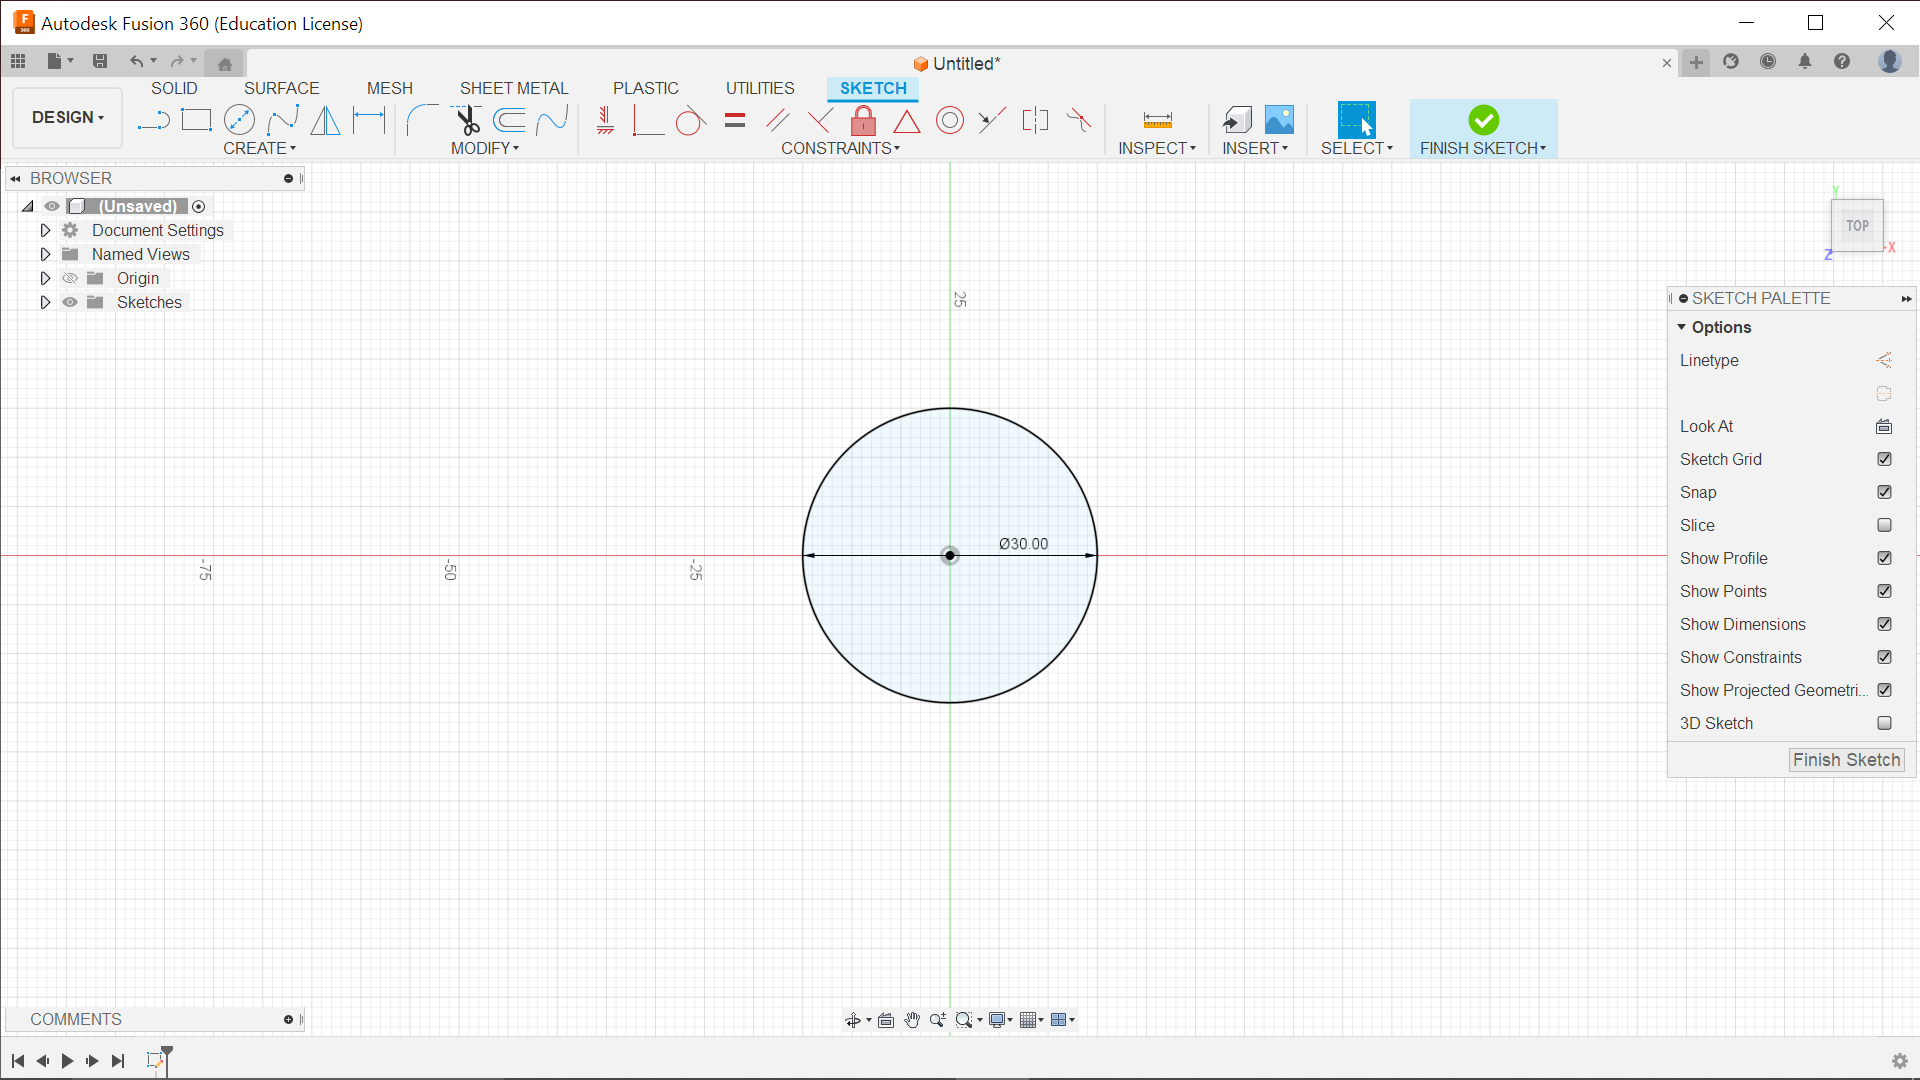 Autodesk Fusion 360 (Education License)
Untitled*
SOLID SURFACE MESH SHEET METAL PLASTIC UTILITIES SKETCH
DESIGN
CREATE MODIFY CONSTRAINTS INSPECT INSERT SELECT FINISH SKETCH
BROWSER
(Unsaved)
Document Settings
Named Views
Origin
Sketches
Y
TOP
X
Z
25
-75
-50
-25
Ø30.00
SKETCH PALETTE
Options
Linetype
Look At
Sketch Grid
Snap
Slice
Show Profile
Show Points
Show Dimensions
Show Constraints
Show Projected Geometri...
3D Sketch
Finish Sketch
COMMENTS